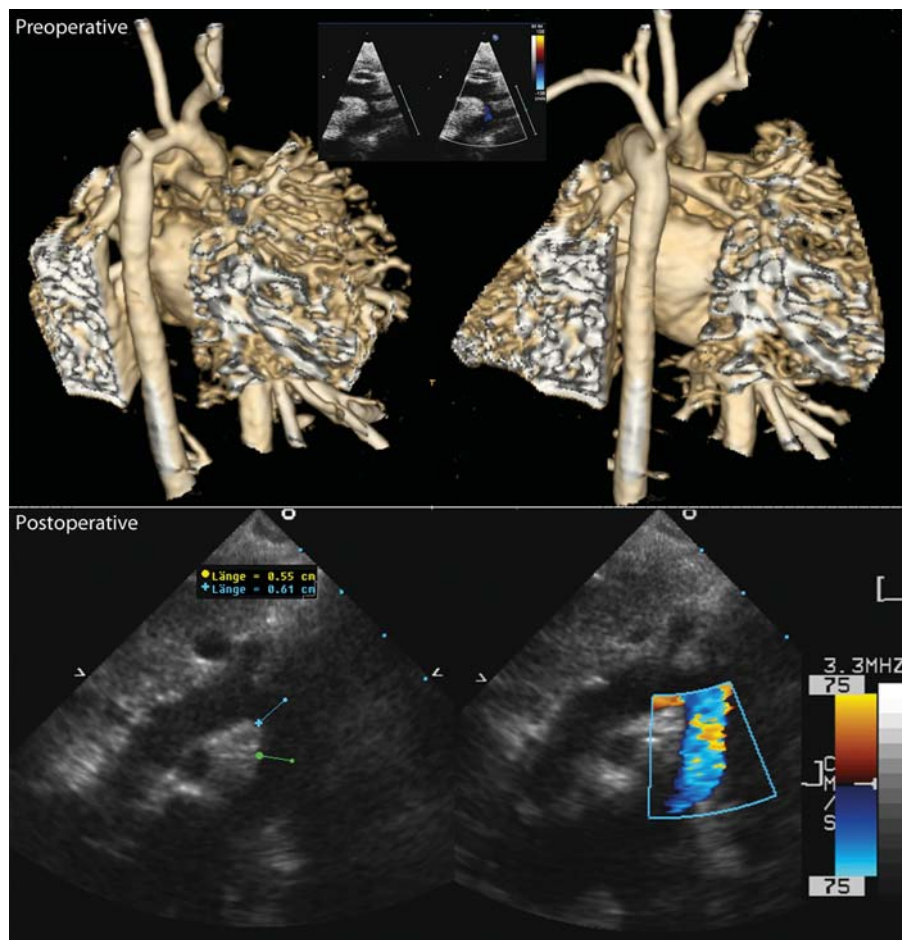 Preoperative
Postoperative
Länge = 0.55 cm
Länge = 0.61 cm
3.3MHZ
75
C
M
/
S
75